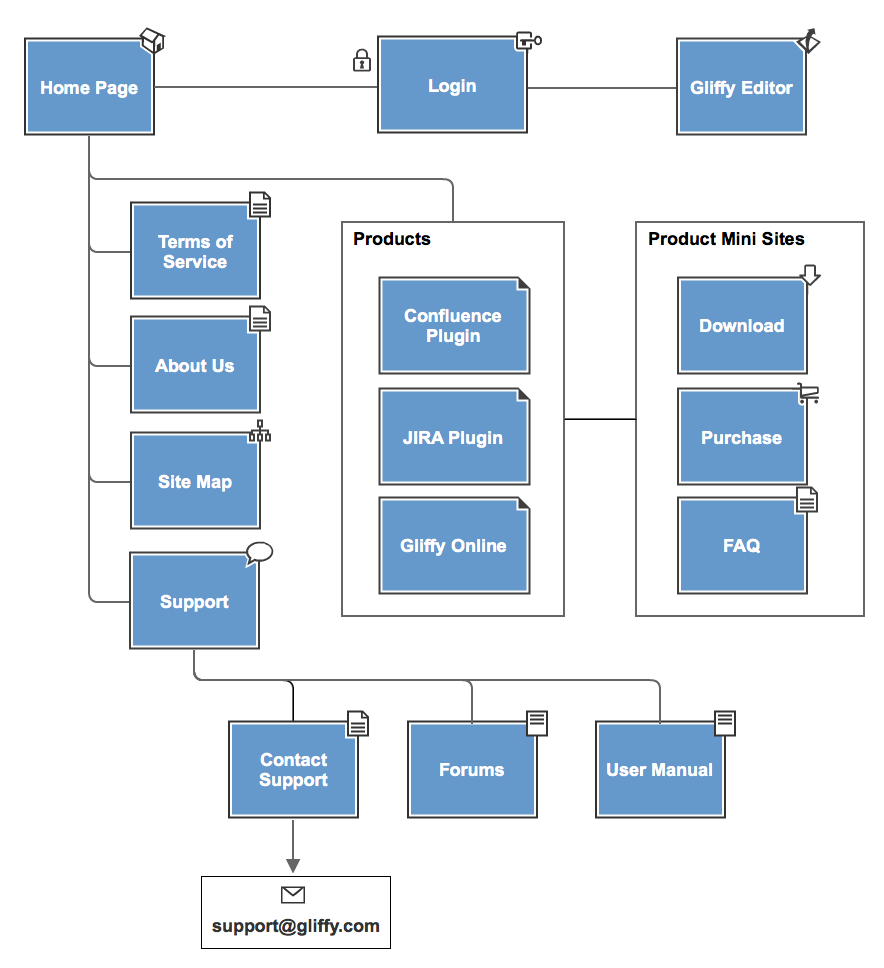 Home Page
Login
Gliffy Editor
Terms of
Service
About Us
Site Map
Support
Products
Confluence
Plugin
JIRA Plugin
Gliffy Online
Product Mini Sites
Download
Purchase
FAQ
Contact
Support
Forums
User Manual
support@gliffy.com